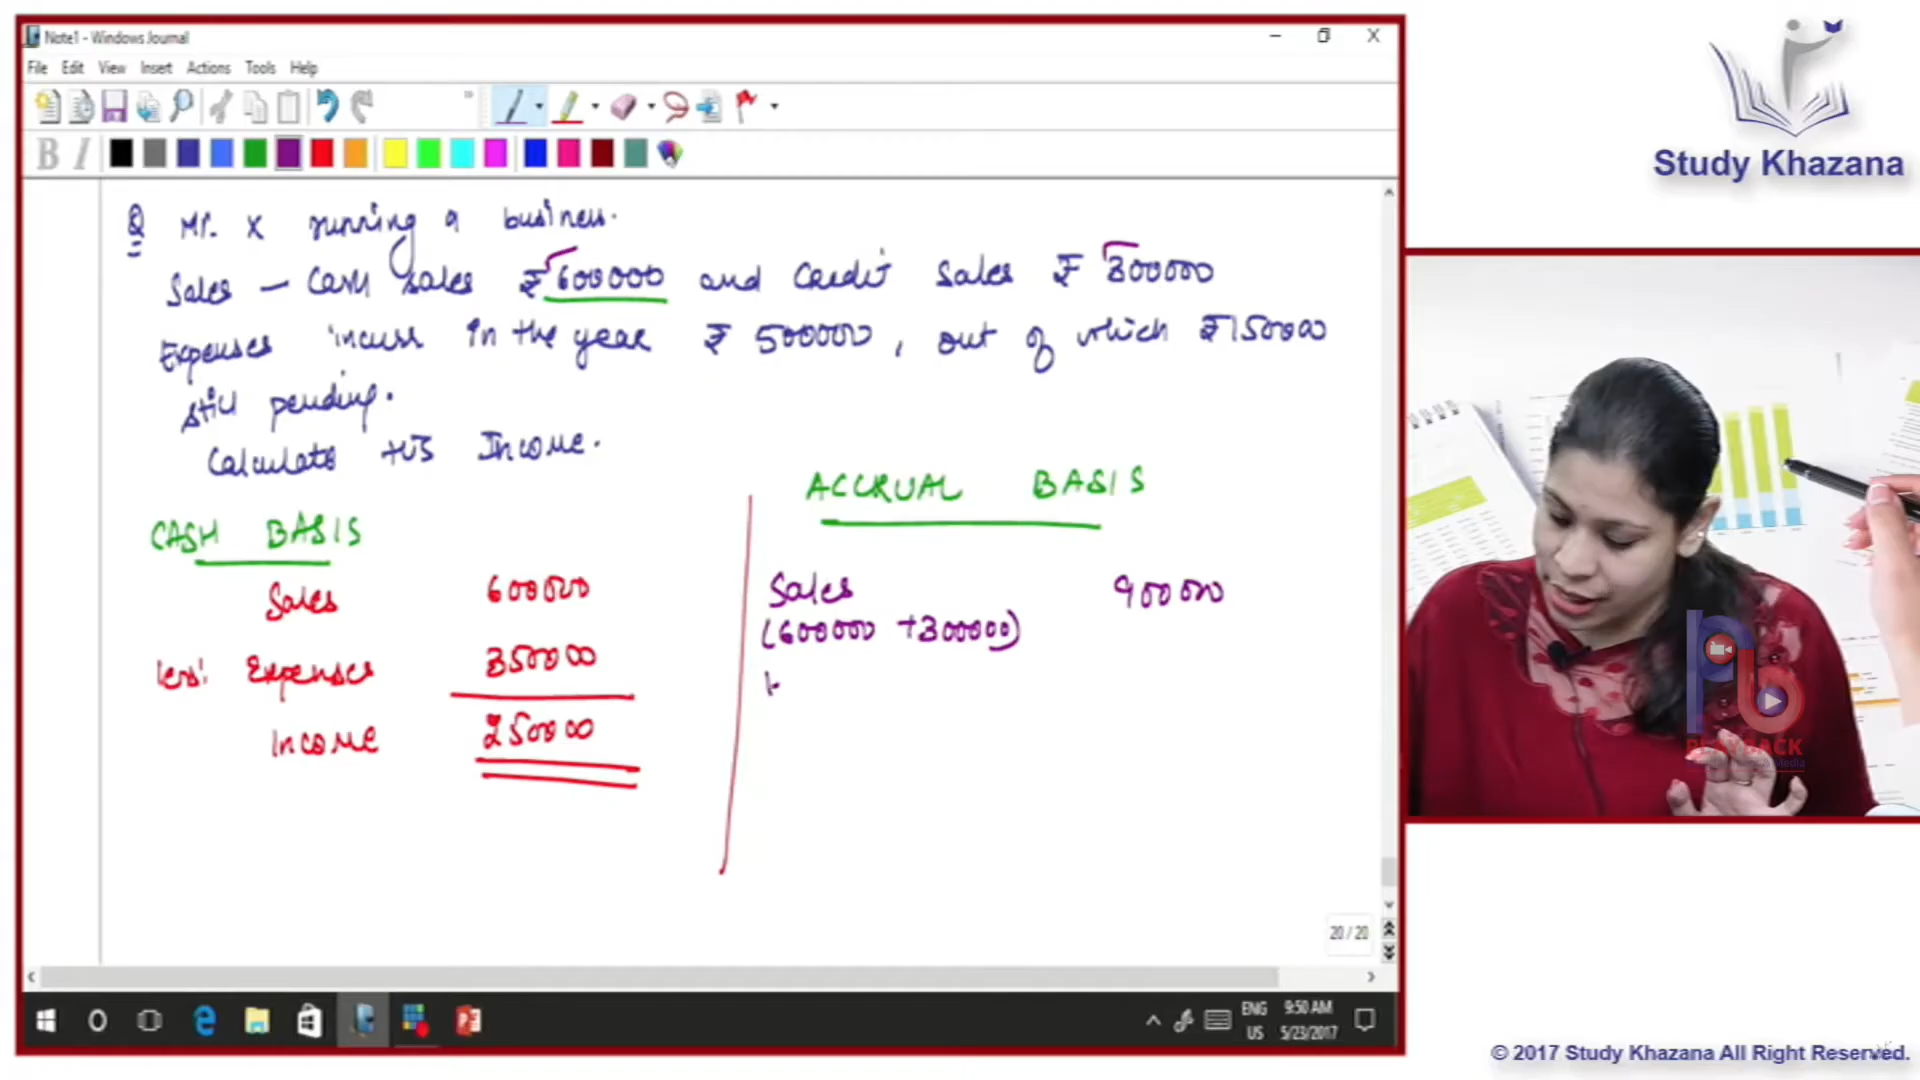 Note1 - Windows Journal
File Edit View Insert Actions Tools Help
B I
Study Khazana
Q Mr. X running a business.
Sales — Cash sales ₹ 600000 and Credit Sales ₹ 300000
Expenses incurr in the year ₹ 500000, out of which ₹ 150000
still pending.
Calculate His Income.
CASH BASIS
Sales 600000
less: Expenses 350000
Income 250000
ACCRUAL BASIS
Sales 900000
(600000 + 300000)
20 / 20
ENG
US
9:50 AM
5/23/2017
PLAYBACK
Media
© 2017 Study Khazana All Right Reserved.